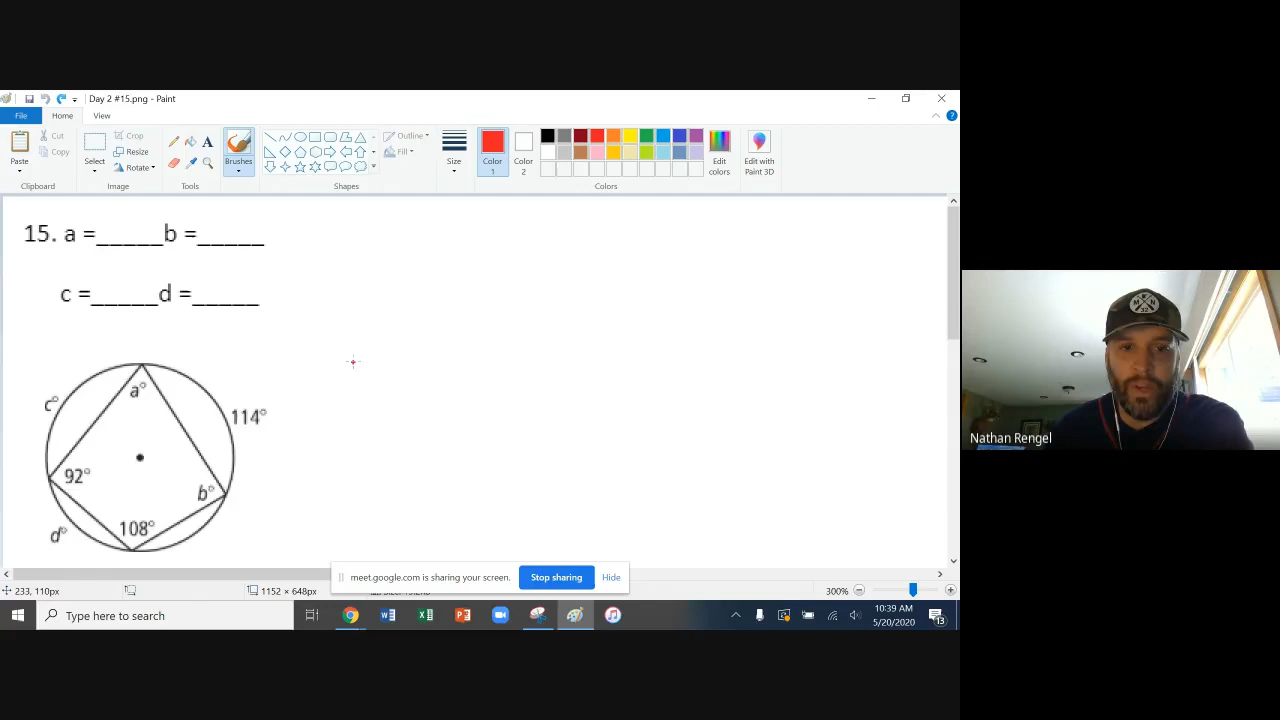 Day 2 #15.png - Paint
File Home View
Paste
Cut
Copy
Clipboard
Select
Crop
Resize
Rotate
Image
Tools
Brushes
Shapes
Outline
Fill
Size
Color 1
Color 2
Colors
Edit colors
Edit with Paint 3D
15. a =_____b =_____
c =_____d =_____
a°
c°
114°
92°
b°
108°
d°
Nathan Rengel
meet.google.com is sharing your screen. Stop sharing Hide
233, 110px
1152 × 648px
300%
Type here to search
10:39 AM
5/20/2020
13